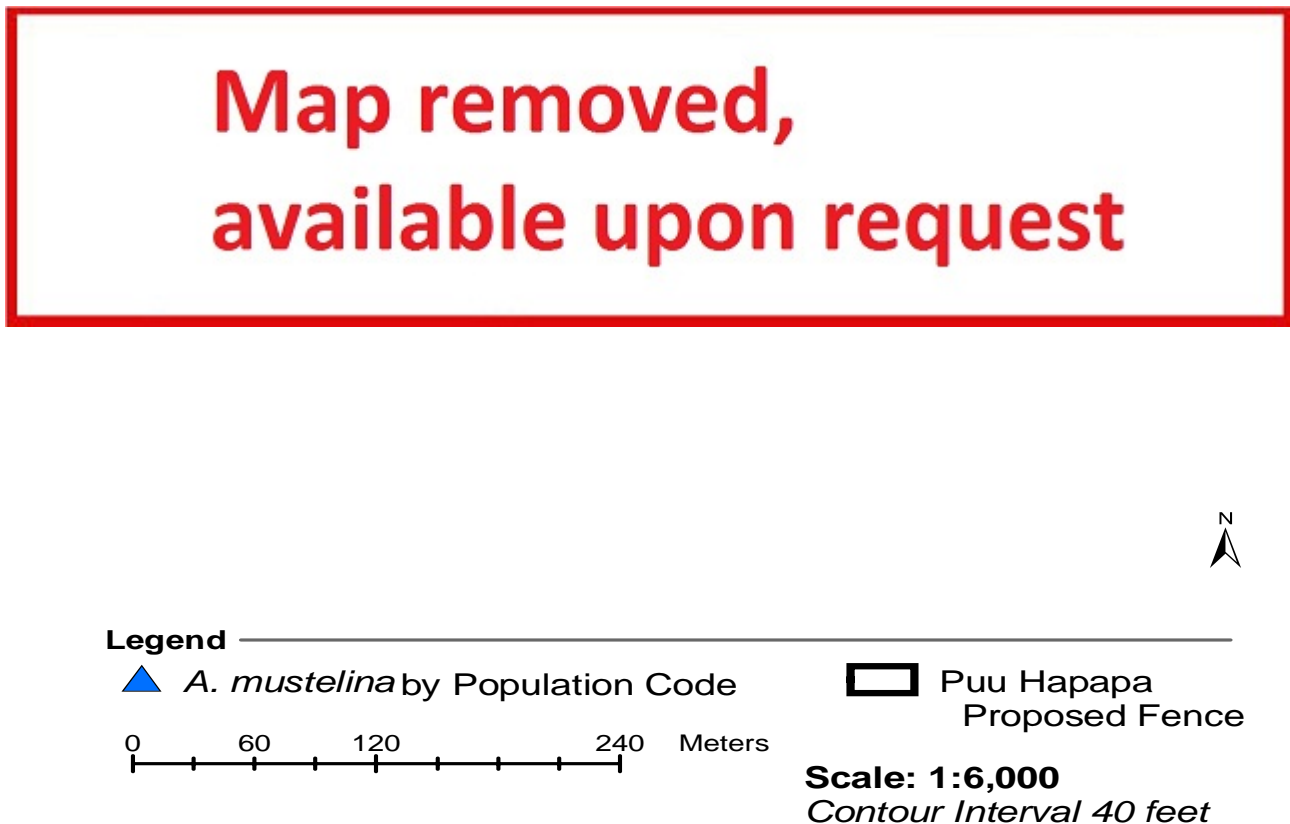 Map removed,
available upon request
N
Legend
A. mustelina by Population Code
Puu Hapapa
Proposed Fence
0 60 120 240 Meters
Scale: 1:6,000
Contour Interval 40 feet